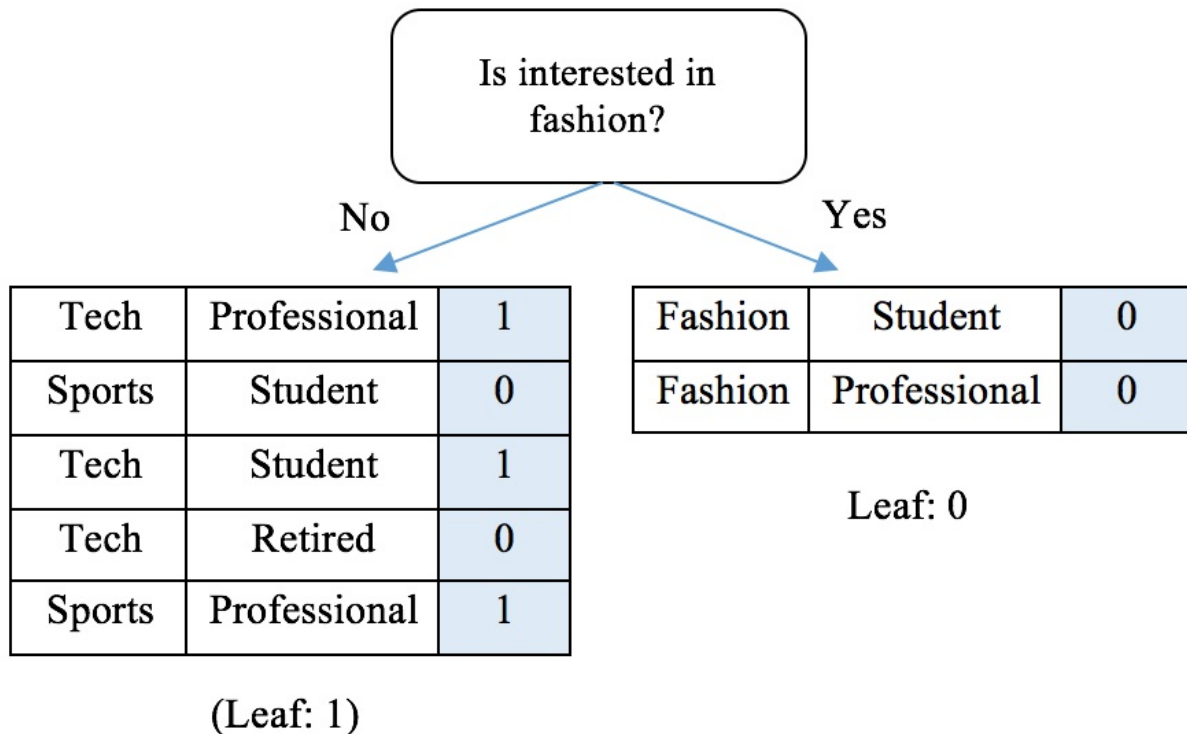 Is interested in
fashion?
No
Yes
Tech Professional 1
Sports Student 0
Tech Student 1
Tech Retired 0
Sports Professional 1
(Leaf: 1)
Fashion Student 0
Fashion Professional 0
Leaf: 0